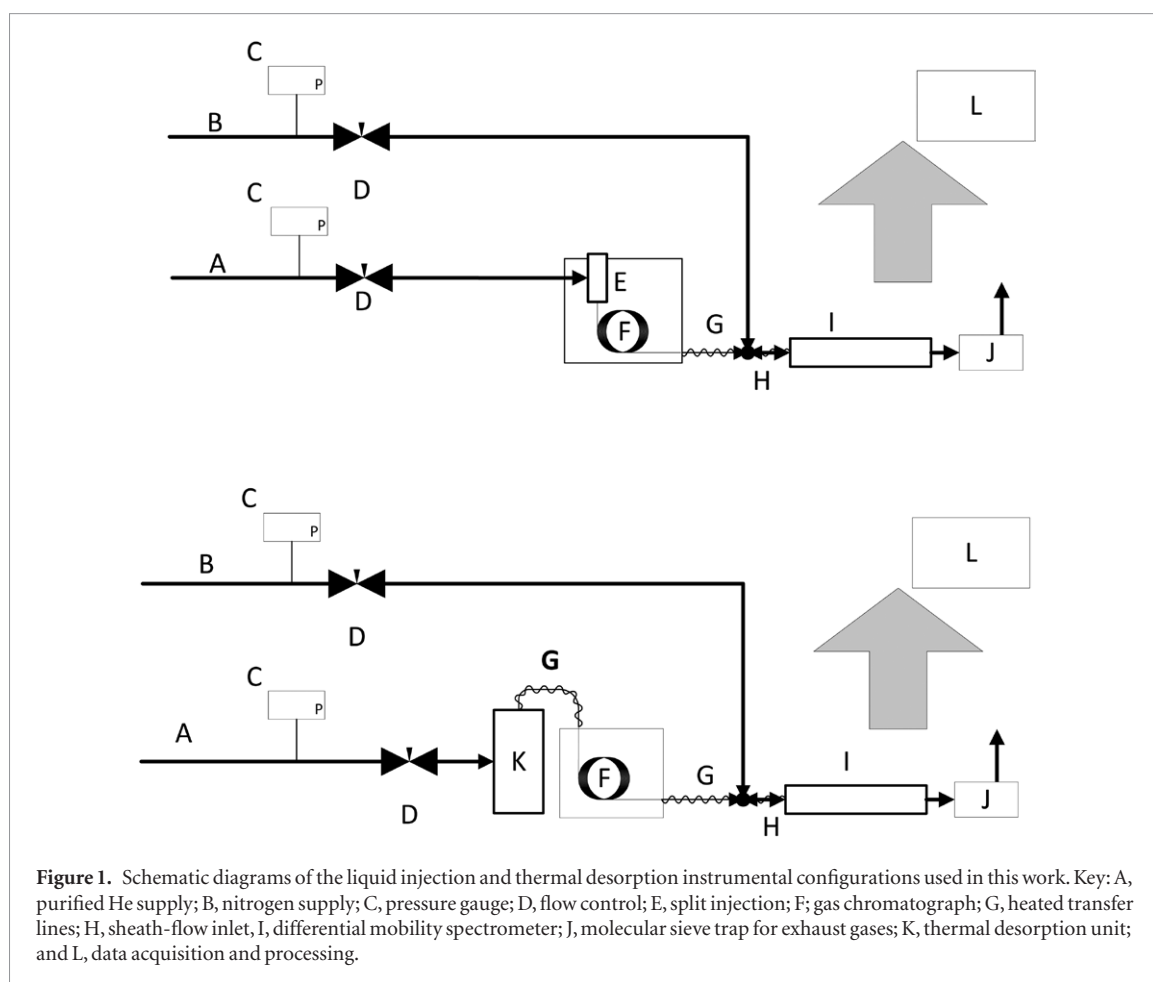 C
P
B
D
C
P
A
D
E
F
G
H
I
J
L
C
P
B
D
C
P
A
D
G
K
F
G
H
I
J
L
Figure 1. Schematic diagrams of the liquid injection and thermal desorption instrumental configurations used in this work. Key: A,
purified He supply; B, nitrogen supply; C, pressure gauge; D, flow control; E, split injection; F; gas chromatograph; G, heated transfer
lines; H, sheath-flow inlet, I, differential mobility spectrometer; J, molecular sieve trap for exhaust gases; K, thermal desorption unit;
and L, data acquisition and processing.